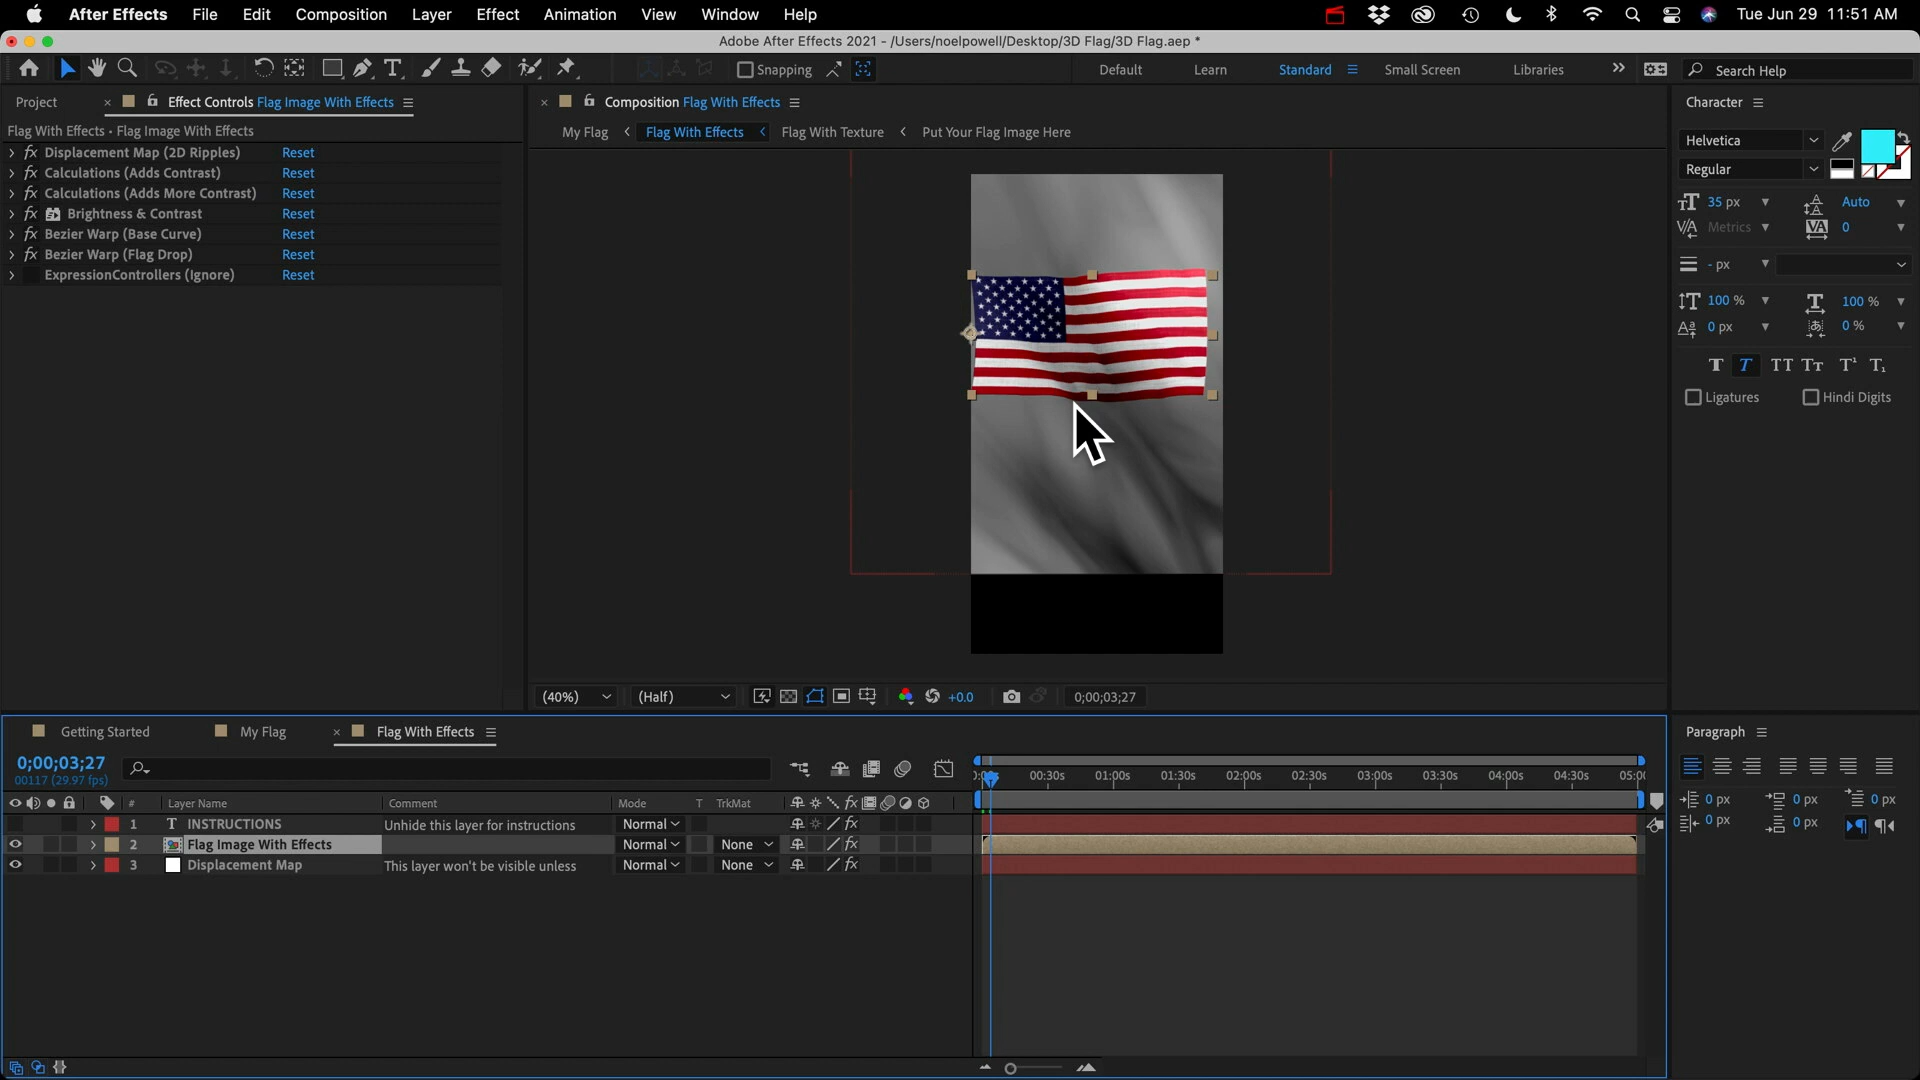 After Effects File Edit Composition Layer Effect Animation View Window Help Tue Jun 29 11:51 AM
Adobe After Effects 2021 - /Users/noelpowell/Desktop/3D Flag/3D Flag.aep *
Snapping Default Learn Standard Small Screen Libraries Search Help
Project Effect Controls Flag Image With Effects
Flag With Effects • Flag Image With Effects
fx Displacement Map (2D Ripples) Reset
fx Calculations (Adds Contrast) Reset
fx Calculations (Adds More Contrast) Reset
fx Brightness & Contrast Reset
fx Bezier Warp (Base Curve) Reset
fx Bezier Warp (Flag Drop) Reset
ExpressionControllers (Ignore) Reset
Composition Flag With Effects
My Flag Flag With Effects Flag With Texture Put Your Flag Image Here
(40%) (Half) +0.0 0;00;03;27
Character
Helvetica
Regular
35 px Auto
Metrics 0
- px
100 % 100 %
0 px 0 %
T T TT Tt T¹ T₁
Ligatures Hindi Digits
Getting Started My Flag Flag With Effects
0;00;03;27
00117 (29.97 fps)
00:30s 01:00s 01:30s 02:00s 02:30s 03:00s 03:30s 04:00s 04:30s
# Layer Name Comment Mode T TrkMat
1 T INSTRUCTIONS Unhide this layer for instructions Normal
2 Flag Image With Effects Normal None
3 Displacement Map This layer won't be visible unless Normal None
Paragraph
0 px 0 px 0 px
0 px 0 px